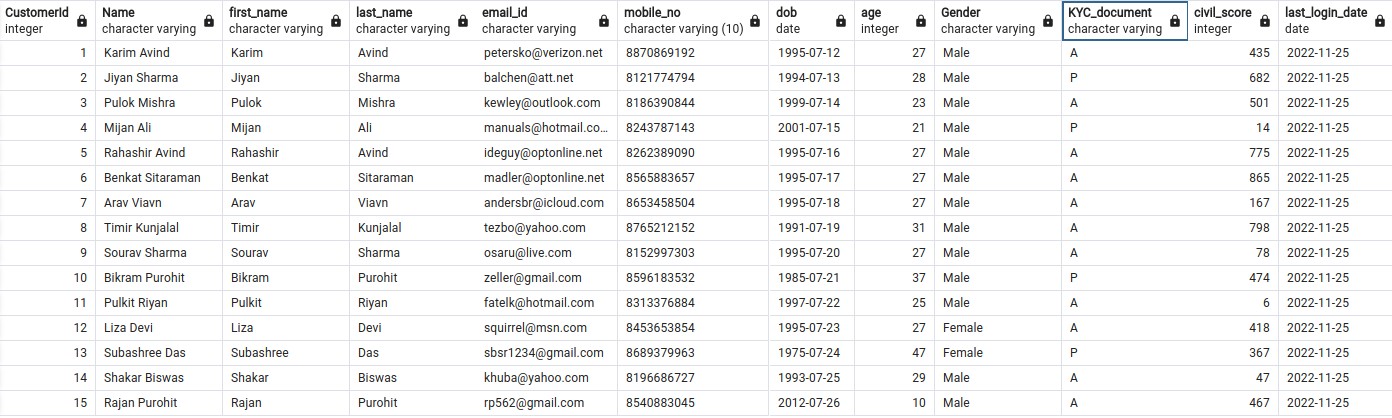 CustomerId Name first_name last_name email_id mobile_no dob age Gender KYC_document civil_score last_login_date
integer character varying character varying character varying character varying character varying (10) date integer character varying character varying integer date
1 Karim Avind Karim Avind petersko@verizon.net 8870869192 1995-07-12 27 Male A 435 2022-11-25
2 Jiyan Sharma Jiyan Sharma balchen@att.net 8121774794 1994-07-13 28 Male P 682 2022-11-25
3 Pulok Mishra Pulok Mishra kewley@outlook.com 8186390844 1999-07-14 23 Male A 501 2022-11-25
4 Mijan Ali Mijan Ali manuals@hotmail.co... 8243787143 2001-07-15 21 Male P 14 2022-11-25
5 Rahashir Avind Rahashir Avind ideguy@optonline.net 8262389090 1995-07-16 27 Male A 775 2022-11-25
6 Benkat Sitaraman Benkat Sitaraman madler@optonline.net 8565883657 1995-07-17 27 Male A 865 2022-11-25
7 Arav Viavn Arav Viavn andersbr@icloud.com 8653458504 1995-07-18 27 Male A 167 2022-11-25
8 Timir Kunjalal Timir Kunjalal tezbo@yahoo.com 8765212152 1991-07-19 31 Male A 798 2022-11-25
9 Sourav Sharma Sourav Sharma osaru@live.com 8152997303 1995-07-20 27 Male A 78 2022-11-25
10 Bikram Purohit Bikram Purohit zeller@gmail.com 8596183532 1985-07-21 37 Male P 474 2022-11-25
11 Pulkit Riyan Pulkit Riyan fatelk@hotmail.com 8313376884 1997-07-22 25 Male A 6 2022-11-25
12 Liza Devi Liza Devi squirrel@msn.com 8453653854 1995-07-23 27 Female A 418 2022-11-25
13 Subashree Das Subashree Das sbsr1234@gmail.com 8689379963 1975-07-24 47 Female P 367 2022-11-25
14 Shakar Biswas Shakar Biswas khuba@yahoo.com 8196686727 1993-07-25 29 Male A 47 2022-11-25
15 Rajan Purohit Rajan Purohit rp562@gmail.com 8540883045 2012-07-26 10 Male A 467 2022-11-25